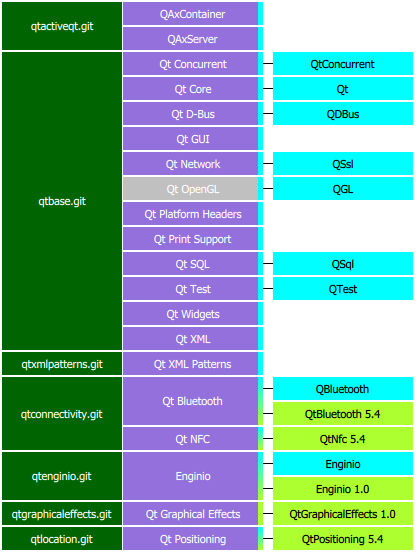 qtactiveqt.git
QAxContainer
QAxServer
qtbase.git
Qt Concurrent
QtConcurrent
Qt Core
Qt
Qt D-Bus
QDBus
Qt GUI
Qt Network
QSsl
Qt OpenGL
QGL
Qt Platform Headers
Qt Print Support
Qt SQL
QSql
Qt Test
QTest
Qt Widgets
Qt XML
qtxmlpatterns.git
Qt XML Patterns
qtconnectivity.git
Qt Bluetooth
QBluetooth
QtBluetooth 5.4
Qt NFC
QtNfc 5.4
qtenginio.git
Enginio
Enginio
Enginio 1.0
qtgraphicaleffects.git
Qt Graphical Effects
QtGraphicalEffects 1.0
qtlocation.git
Qt Positioning
QtPositioning 5.4